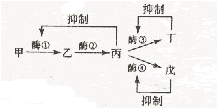 抑制
抑制
酶① 酶② 酶③ 丁
甲 乙 丙
酶④ 戊
抑制